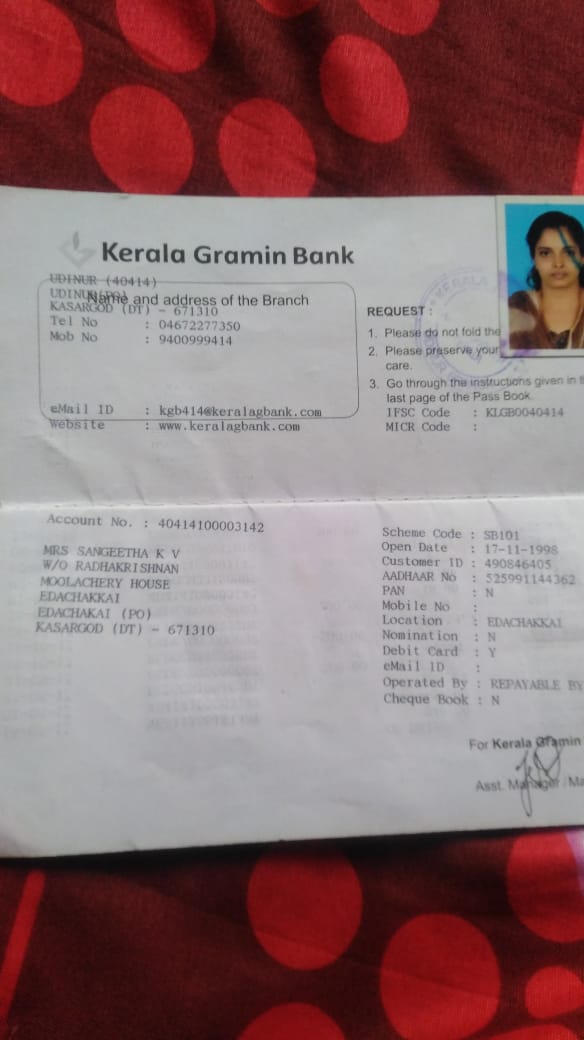 Kerala Gramin Bank
UDINUR (40414)
UDINUR(PO)
Name and address of the Branch
KASARGOD (DT) - 671310
Tel No : 04672277350
Mob No : 9400999414
eMail ID : kgb414@keralagbank.com
Website : www.keralagbank.com
KERALA
REQUEST :
1. Please do not fold the
2. Please preserve your
care.
3. Go through the instructions given in
last page of the Pass Book.
IFSC Code : KLGB0040414
MICR Code :
Account No. : 40414100003142
MRS SANGEETHA K V
W/O RADHAKRISHNAN
MOOLACHERY HOUSE
EDACHAKKAI
EDACHAKAI (PO)
KASARGOD (DT) - 671310
Scheme Code : SB101
Open Date : 17-11-1998
Customer ID : 490846405
AADHAAR No : 525991144362
PAN : N
Mobile No :
Location : EDACHAKKAI
Nomination : N
Debit Card : Y
eMail ID :
Operated By : REPAYABLE BY
Cheque Book : N
For Kerala Gramin
Asst. Manager / Ma